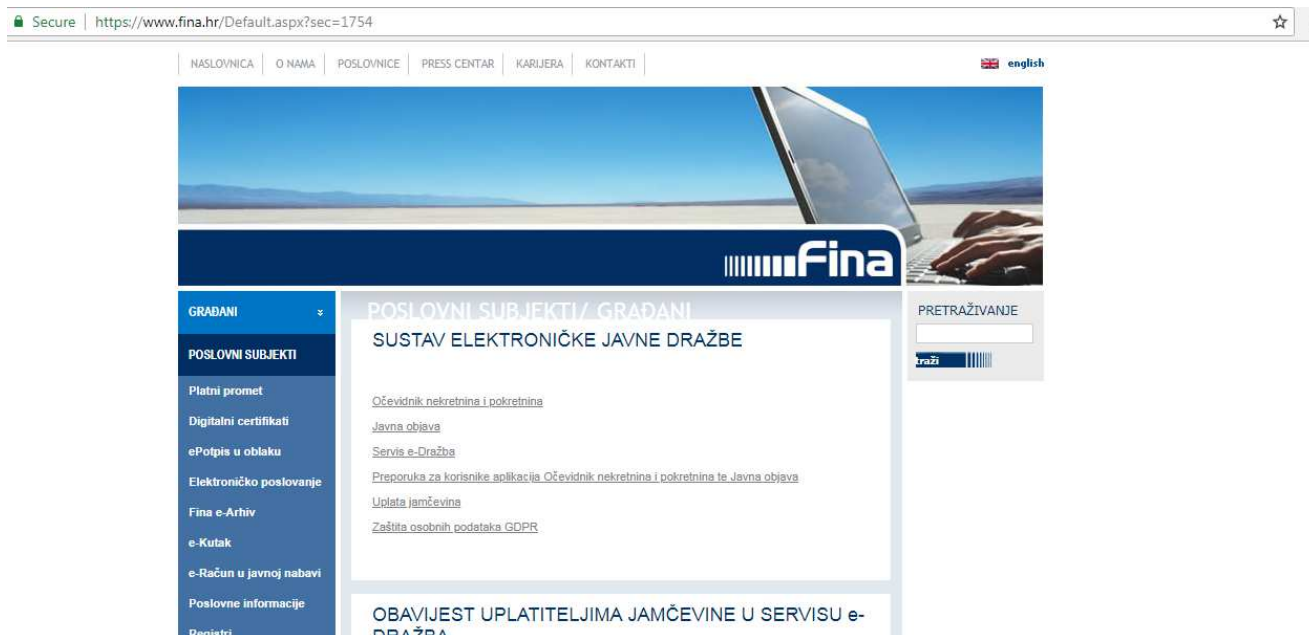 Secure | https://www.fina.hr/Default.aspx?sec=1754
NASLOVNICA | O NAMA | POSLOVNICE | PRESS CENTAR | KARIJERA | KONTAKTI
english
Fina
GRAĐANI
POSLOVNI SUBJEKTI
Platni promet
Digitalni certifikati
ePotpis u oblaku
Elektroničko poslovanje
Fina e-Arhiv
e-Kutak
e-Račun u javnoj nabavi
Poslovne informacije
Registri
POSLOVNI SUBJEKTI/ GRAĐANI
SUSTAV ELEKTRONIČKE JAVNE DRAŽBE
Očevidnik nekretnina i pokretnina
Javna objava
Servis e-Dražba
Preporuka za korisnike aplikacija Očevidnik nekretnina i pokretnina te Javna objava
Uplata jamčevina
Zaštita osobnih podataka GDPR
OBAVIJEST UPLATITELJIMA JAMČEVINE U SERVISU e-
DRAŽBA
PRETRAŽIVANJE
traži